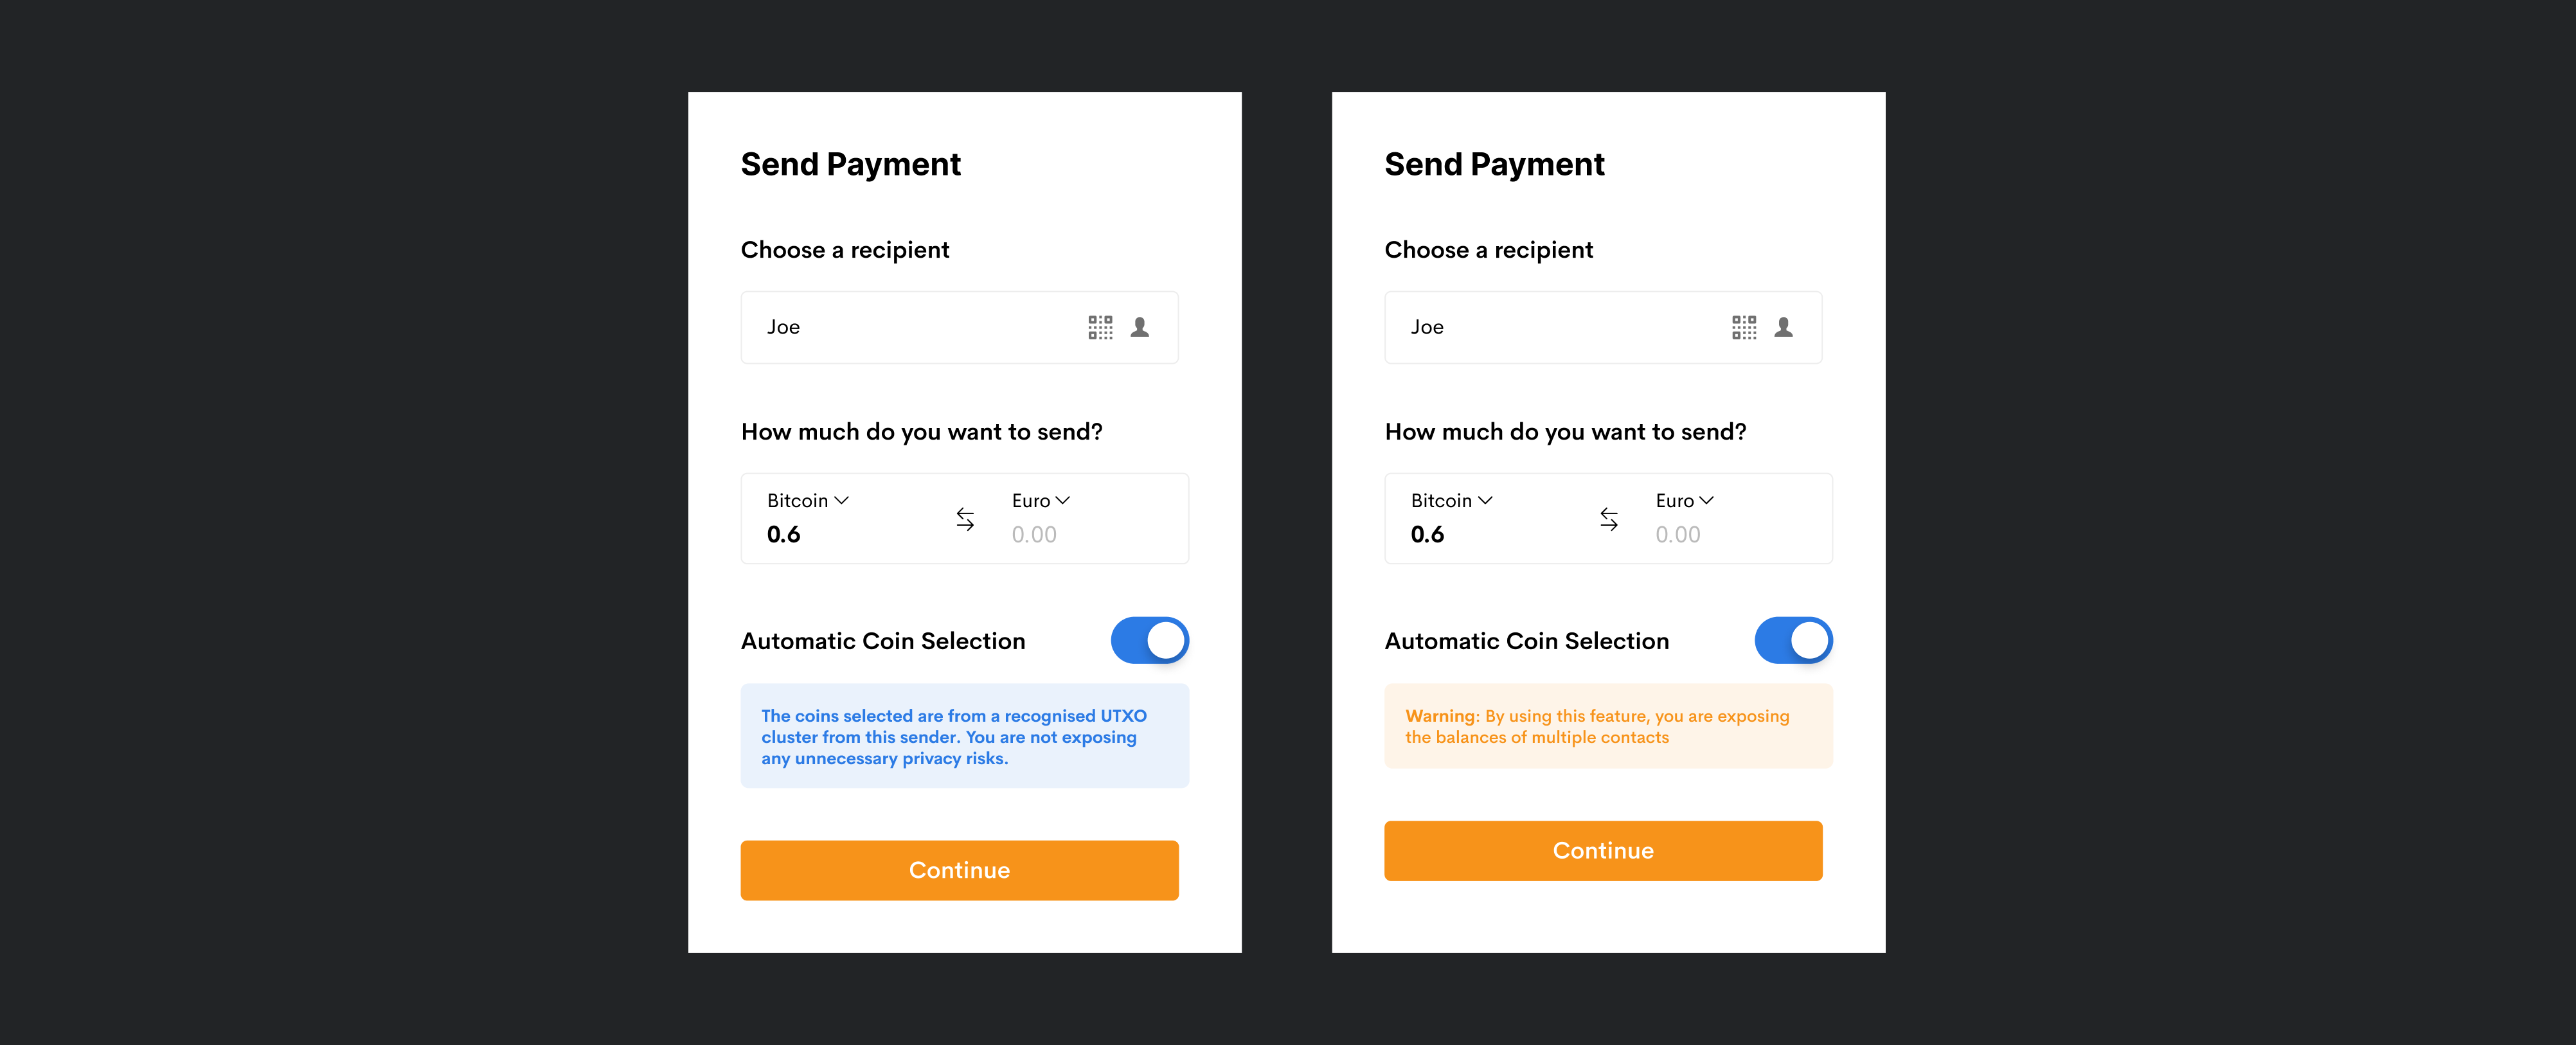 Send Payment
Choose a recipient
Joe
How much do you want to send?
Bitcoin
Euro
0.6
0.00
Automatic Coin Selection
The coins selected are from a recognised UTXO
cluster from this sender. You are not exposing
any unnecessary privacy risks.
Continue
Send Payment
Choose a recipient
Joe
How much do you want to send?
Bitcoin
Euro
0.6
0.00
Automatic Coin Selection
Warning: By using this feature, you are exposing
the balances of multiple contacts
Continue